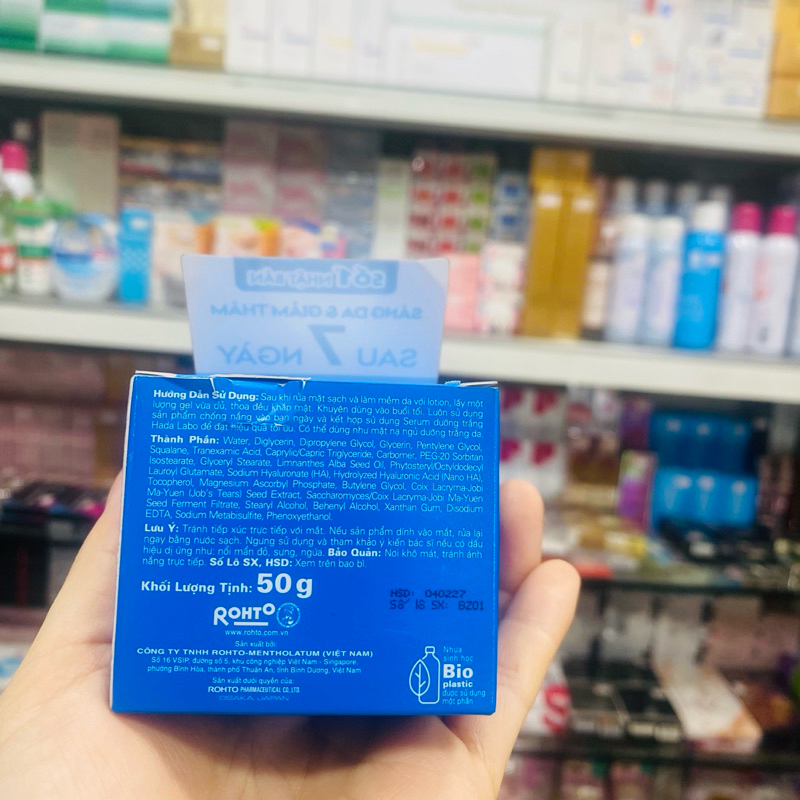 SỐ 1 NHẬT BẢN
SÁNG DA & GIẢM THÂM
SAU 7 NGÀY
Hướng Dẫn Sử Dụng: Sau khi rửa mặt sạch và làm mềm da với lotion, lấy một
lượng gel vừa đủ, thoa đều khắp mặt. Khuyên dùng vào buổi tối. Luôn sử dụng
sản phẩm chống nắng vào ban ngày và kết hợp sử dụng Serum dưỡng trắng
Hada Labo để đạt hiệu quả tối ưu. Có thể dùng như mặt nạ ngủ dưỡng trắng da.
Thành Phần: Water, Diglycerin, Dipropylene Glycol, Glycerin, Pentylene Glycol,
Squalane, Tranexamic Acid, Caprylic/Capric Triglyceride, Carbomer, PEG-20 Sorbitan
Isostearate, Glyceryl Stearate, Limnanthes Alba Seed Oil, Phytosteryl/Octyldodecyl
Lauroyl Glutamate, Sodium Hyaluronate (HA), Hydrolyzed Hyaluronic Acid (Nano HA),
Tocopherol, Magnesium Ascorbyl Phosphate, Butylene Glycol, Coix Lacryma-Jobi
Ma-Yuen (Job's Tears) Seed Extract, Saccharomyces/Coix Lacryma-Jobi Ma-Yuen
Seed Ferment Filtrate, Stearyl Alcohol, Behenyl Alcohol, Xanthan Gum, Disodium
EDTA, Sodium Metabisulfite, Phenoxyethanol.
Lưu Ý: Tránh tiếp xúc trực tiếp với mắt. Nếu sản phẩm dính vào mắt, rửa lại
ngay bằng nước sạch. Ngưng sử dụng và tham khảo ý kiến bác sĩ nếu có dấu
hiệu dị ứng như: nổi mẩn đỏ, sưng, ngứa. Bảo Quản: Nơi khô mát, tránh ánh
nắng trực tiếp. Số Lô SX, HSD: Xem trên bao bì.
Khối Lượng Tịnh: 50g
HSD: 040227
Số lô SX: BZ01
ROHTO
www.rohto.com.vn
Sản xuất bởi:
CÔNG TY TNHH ROHTO-MENTHOLATUM (VIỆT NAM)
Số 16 VSIP, đường số 5, khu công nghiệp Việt Nam - Singapore,
phường Bình Hòa, thành phố Thuận An, tỉnh Bình Dương, Việt Nam
Sản xuất dưới quyền của:
ROHTO PHARMACEUTICAL CO., LTD.
OSAKA, JAPAN
Nhựa
sinh học
Bio
plastic
được sử dụng
một phần